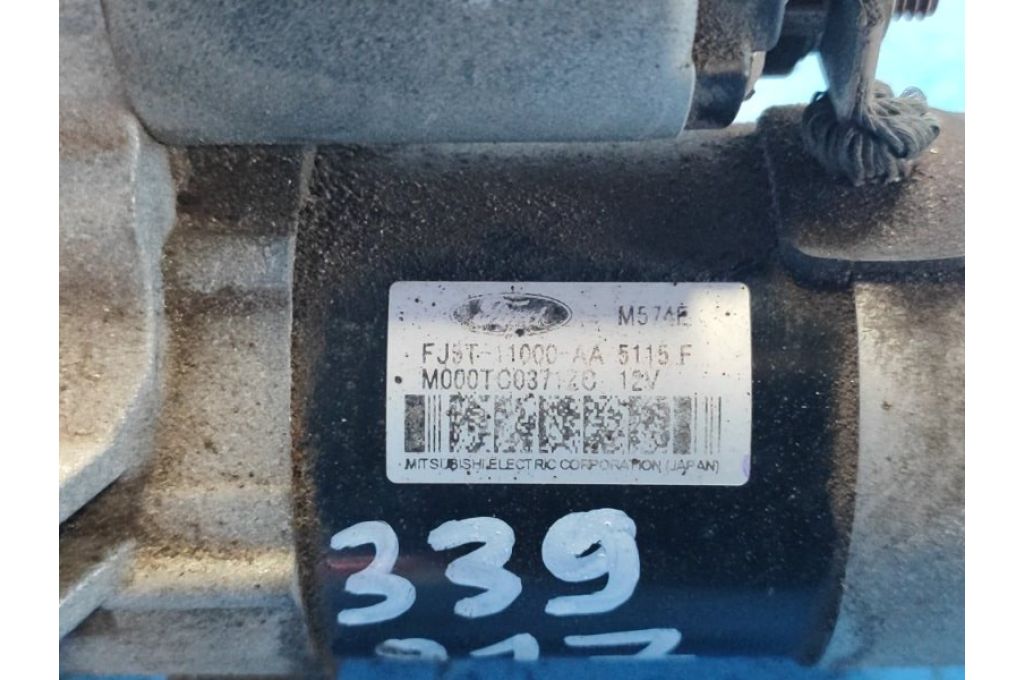 M574E
FJ5T-11000-AA 5115 F
M000TC0371ZC 12V
MITSUBISHI ELECTRIC CORPORATION (JAPAN)
339